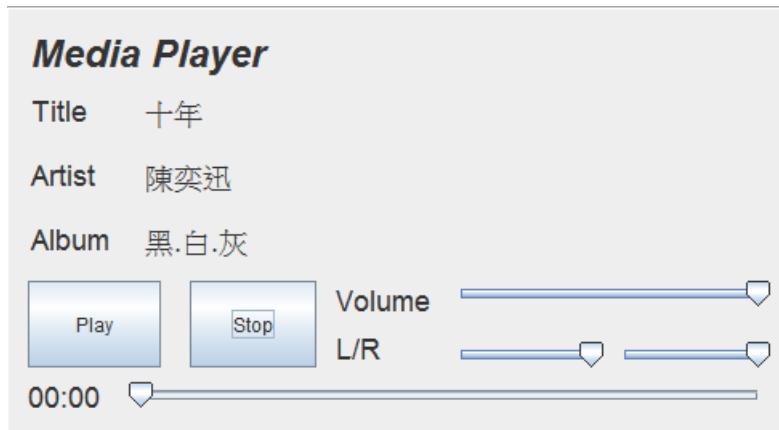 Media Player
Title 十年
Artist 陳奕迅
Album 黑.白.灰
Play Stop Volume
L/R
00:00